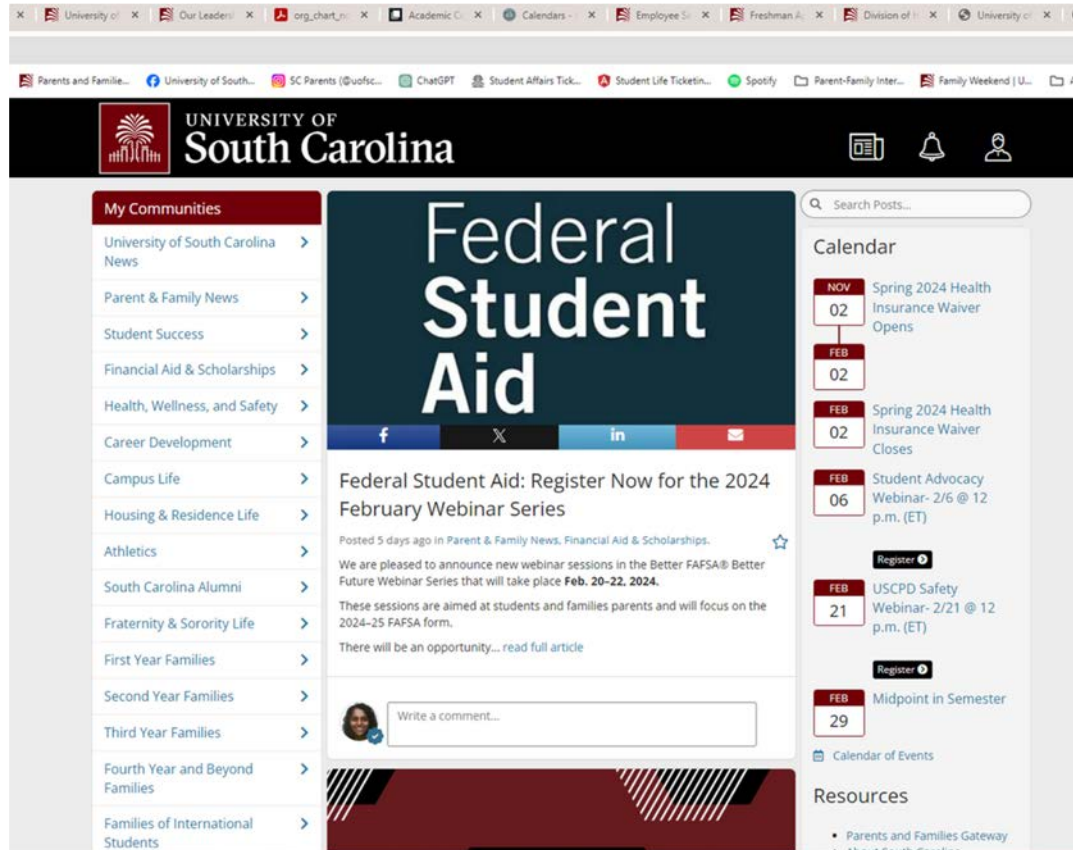 University of
Our Leaders
org_chart_
Academic C
Calendars -
Employee S
Freshman A
Division of H
University of
Parents and Familie...
University of South...
SC Parents (@uofsc...
ChatGPT
Student Affairs Tick...
Student Life Ticketin...
Spotify
Parent-Family Inter...
Family Weekend | U...
UNIVERSITY OF
South Carolina
My Communities
University of South Carolina
News
Parent & Family News
Student Success
Financial Aid & Scholarships
Health, Wellness, and Safety
Career Development
Campus Life
Housing & Residence Life
Athletics
South Carolina Alumni
Fraternity & Sorority Life
First Year Families
Second Year Families
Third Year Families
Fourth Year and Beyond
Families
Families of International
Students
Federal
Student
Aid
f
X
in
Federal Student Aid: Register Now for the 2024
February Webinar Series
Posted 5 days ago in Parent & Family News, Financial Aid & Scholarships.
We are pleased to announce new webinar sessions in the Better FAFSA® Better
Future Webinar Series that will take place Feb. 20–22, 2024.
These sessions are aimed at students and families parents and will focus on the
2024–25 FAFSA form.
There will be an opportunity... read full article
Write a comment...
Search Posts...
Calendar
NOV
02
Spring 2024 Health
Insurance Waiver
Opens
FEB
02
FEB
02
Spring 2024 Health
Insurance Waiver
Closes
FEB
06
Student Advocacy
Webinar- 2/6 @ 12
p.m. (ET)
Register
FEB
21
USCPD Safety
Webinar- 2/21 @ 12
p.m. (ET)
Register
FEB
29
Midpoint in Semester
Calendar of Events
Resources
Parents and Families Gateway